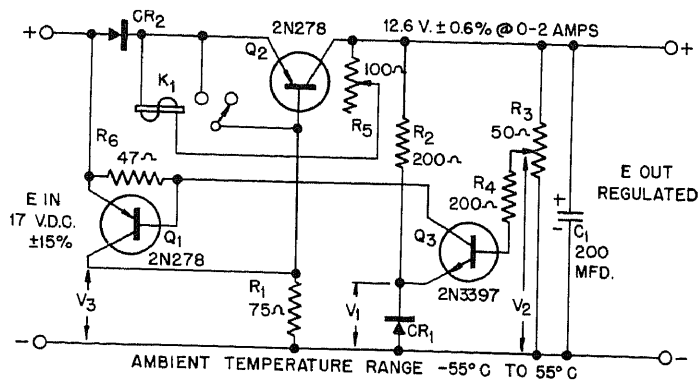 CR2
2N278
12.6 V. ± 0.6% @ 0-2 AMPS
+
+
Q2
K1
100Ω
R5
R2
200Ω
R3
50Ω
R6
47Ω
R4
200Ω
E OUT
REGULATED
E IN
17 V.D.C.
±15%
Q1
2N278
Q3
2N3397
+
-
C1
200
MFD.
V3
R1
75Ω
V1
CR1
V2
-
-
AMBIENT TEMPERATURE RANGE -55°C TO 55°C